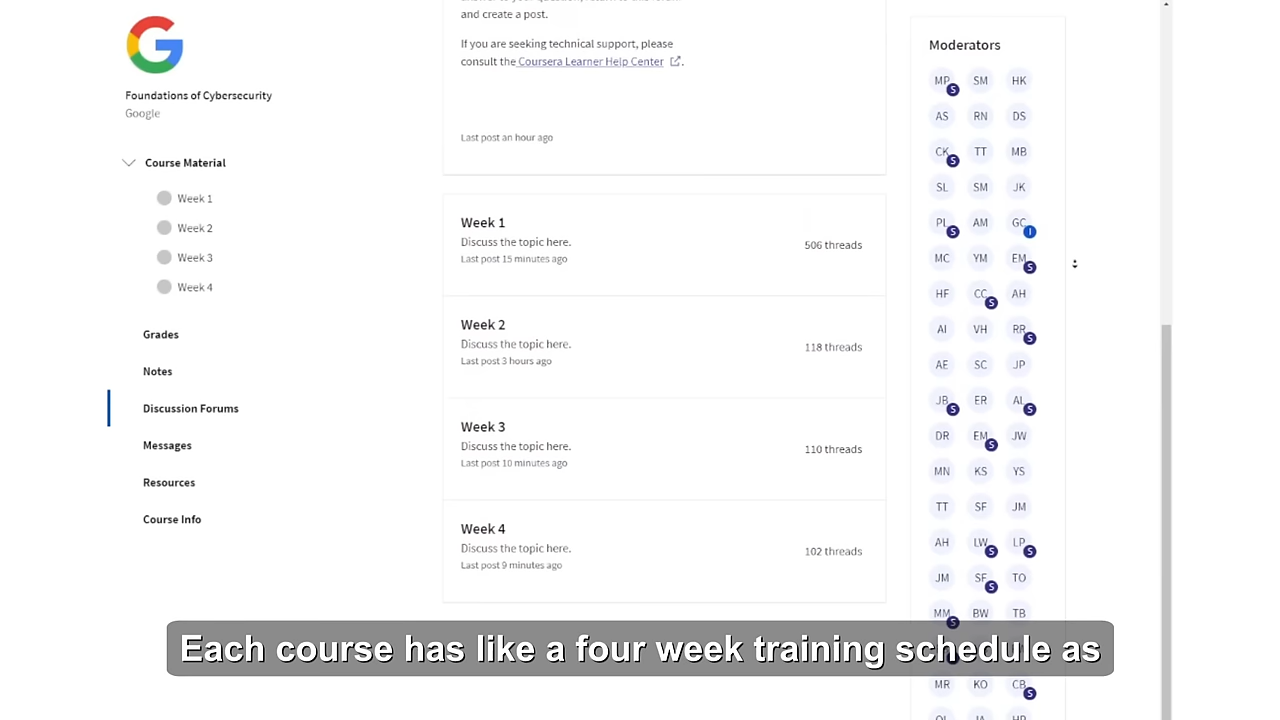 Foundations of Cybersecurity
Google
Course Material
Week 1
Week 2
Week 3
Week 4
Grades
Notes
Discussion Forums
Messages
Resources
Course Info
and create a post.
If you are seeking technical support, please
consult the Coursera Learner Help Center .
Last post an hour ago
Week 1
Discuss the topic here.
Last post 15 minutes ago
506 threads
Week 2
Discuss the topic here.
Last post 3 hours ago
118 threads
Week 3
Discuss the topic here.
Last post 10 minutes ago
110 threads
Week 4
Discuss the topic here.
Last post 9 minutes ago
102 threads
Moderators
MP S SM HK
AS RN DS
CK S TT MB
SL SM JK
PL S AM GC I
MC YM EM S
HF CC S AH
AI VH RR S
AE SC JP
JB S ER AL S
DR EM S JW
MN KS YS
TT SF JM
AH LW S LP S
JM SF S TO
MM S BW TB
MR KO CB S
Each course has like a four week training schedule as